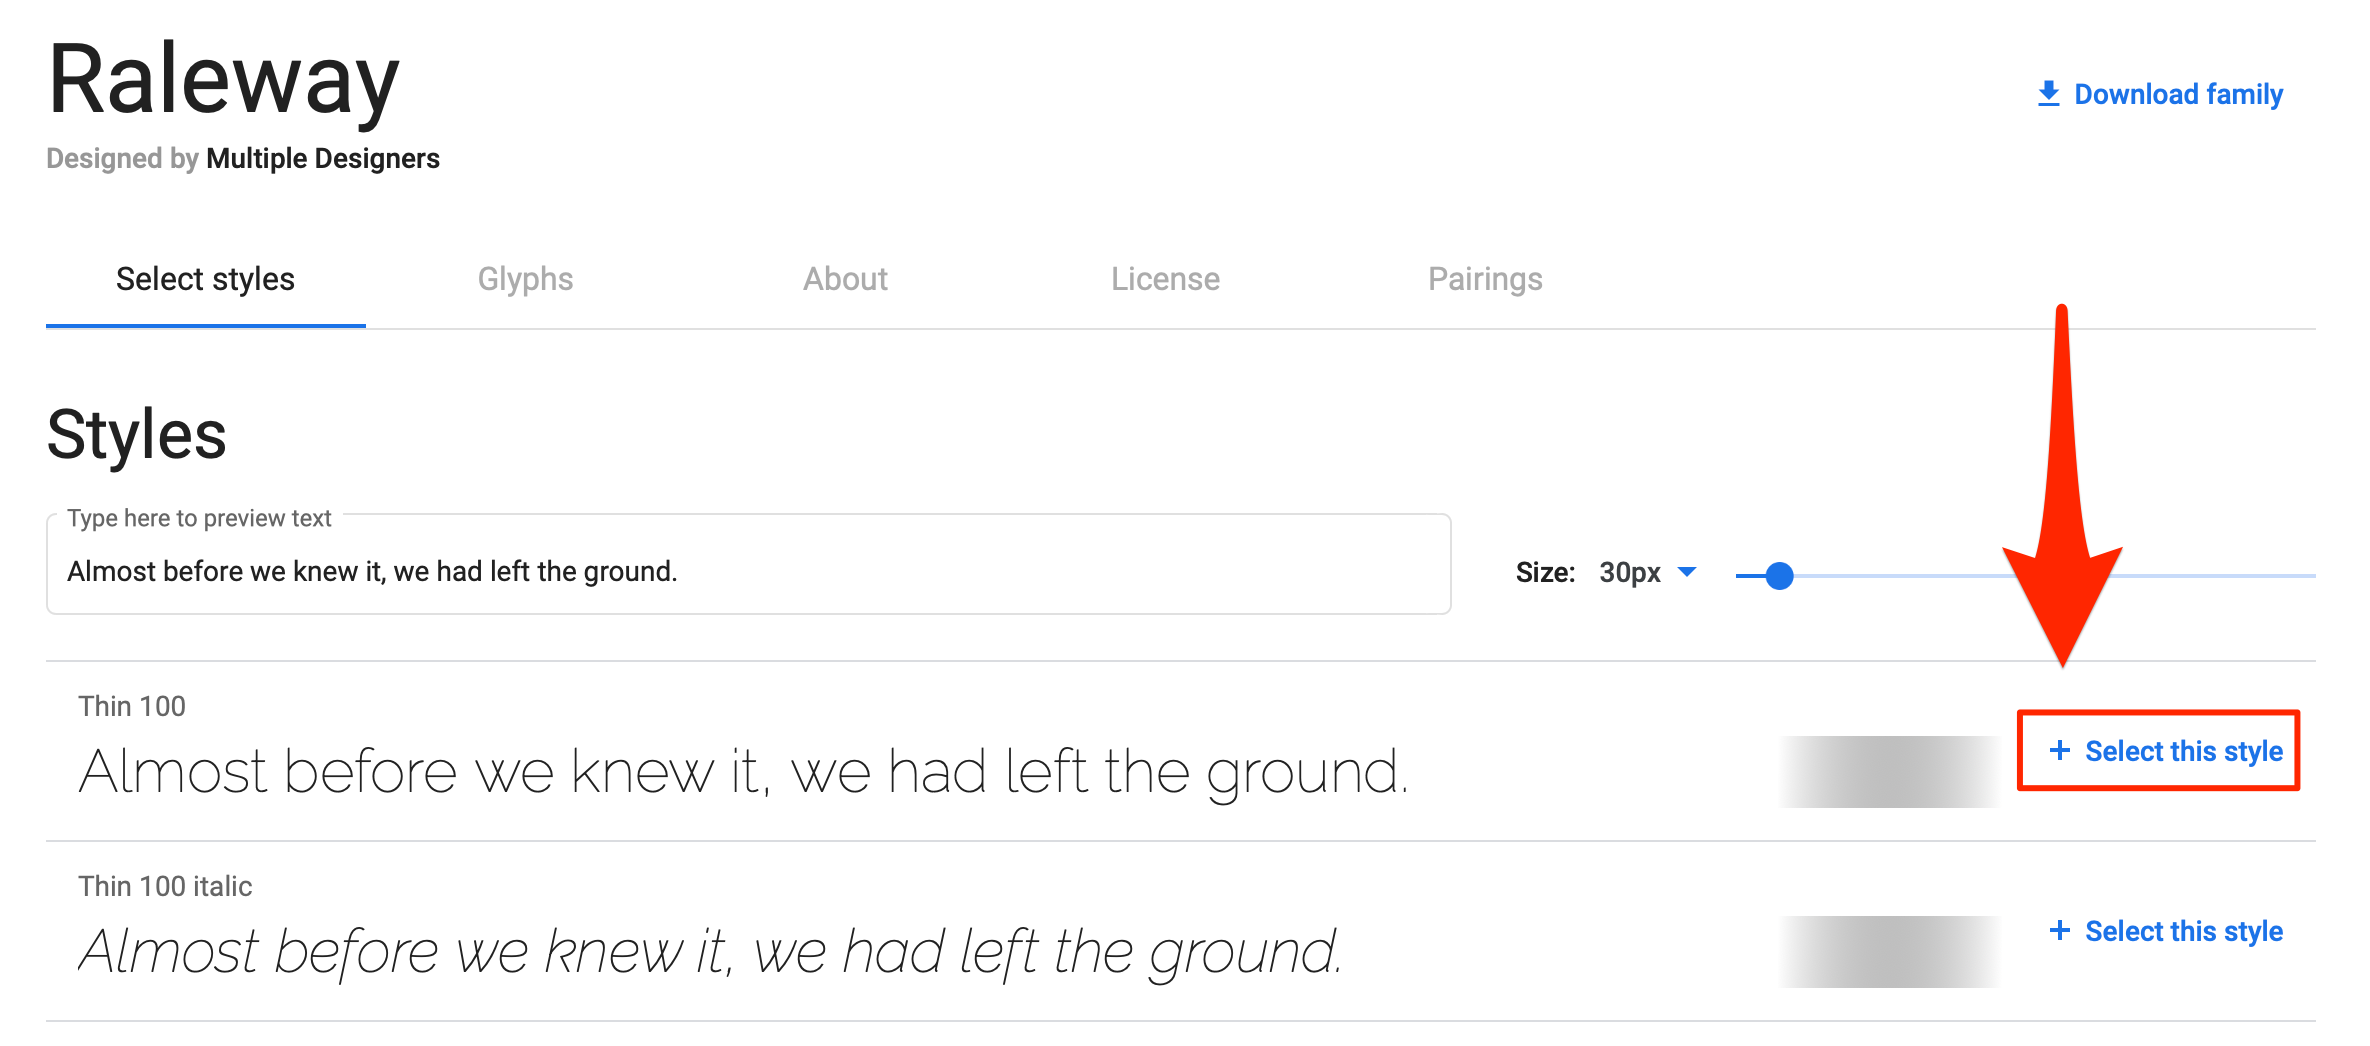 Raleway
Download family
Designed by Multiple Designers
Select styles
Glyphs
About
License
Pairings
Styles
Type here to preview text
Almost before we knew it, we had left the ground.
Size: 30px
Thin 100
Almost before we knew it, we had left the ground.
+ Select this style
Thin 100 italic
Almost before we knew it, we had left the ground.
+ Select this style